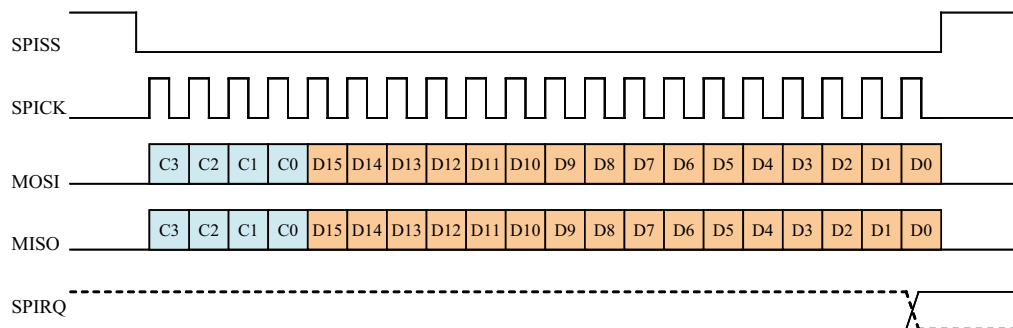 SPISS
SPICK
MOSI C3 C2 C1 C0 D15 D14 D13 D12 D11 D10 D9 D8 D7 D6 D5 D4 D3 D2 D1 D0
MISO C3 C2 C1 C0 D15 D14 D13 D12 D11 D10 D9 D8 D7 D6 D5 D4 D3 D2 D1 D0
SPIRQ